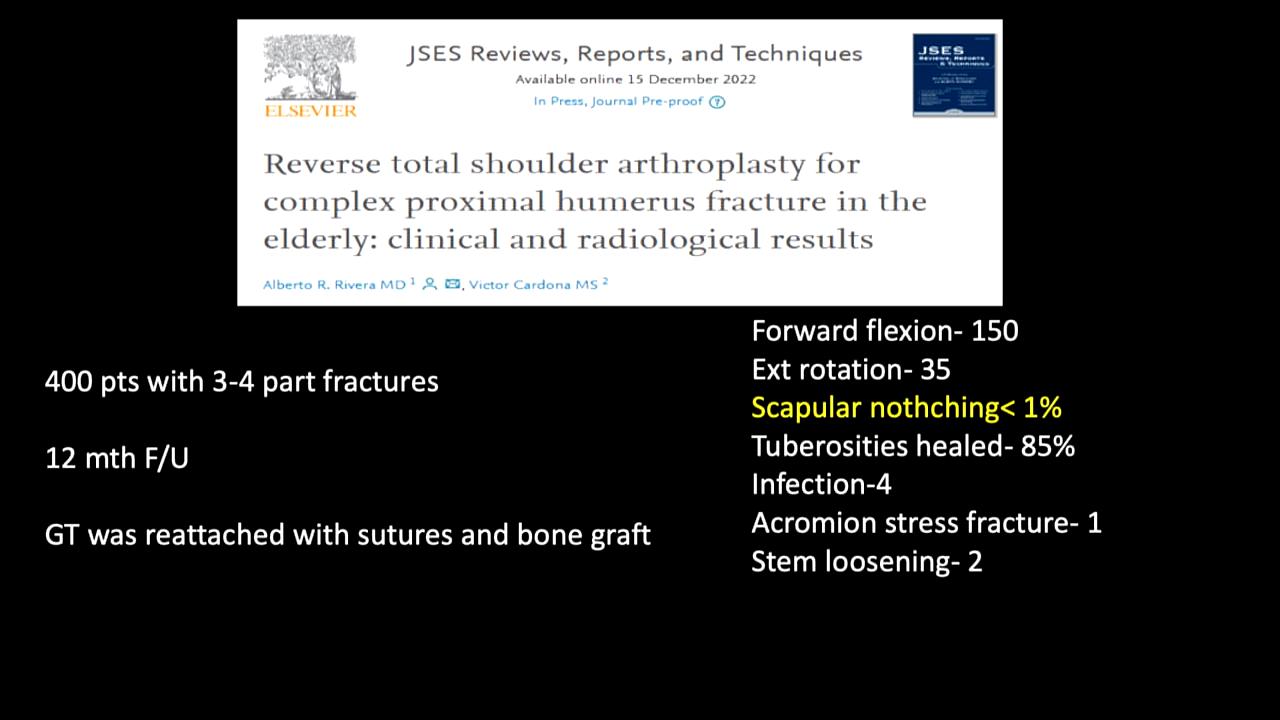 ELSEVIER
JSES Reviews, Reports, and Techniques
Available online 15 December 2022
In Press, Journal Pre-proof ?
JSES
REVIEWS, REPORTS
& TECHNIQUES
Reverse total shoulder arthroplasty for
complex proximal humerus fracture in the
elderly: clinical and radiological results
Alberto R. Rivera MD 1 , Victor Cardona MS 2
400 pts with 3-4 part fractures
12 mth F/U
GT was reattached with sutures and bone graft
Forward flexion- 150
Ext rotation- 35
Scapular nothching< 1%
Tuberosities healed- 85%
Infection-4
Acromion stress fracture- 1
Stem loosening- 2